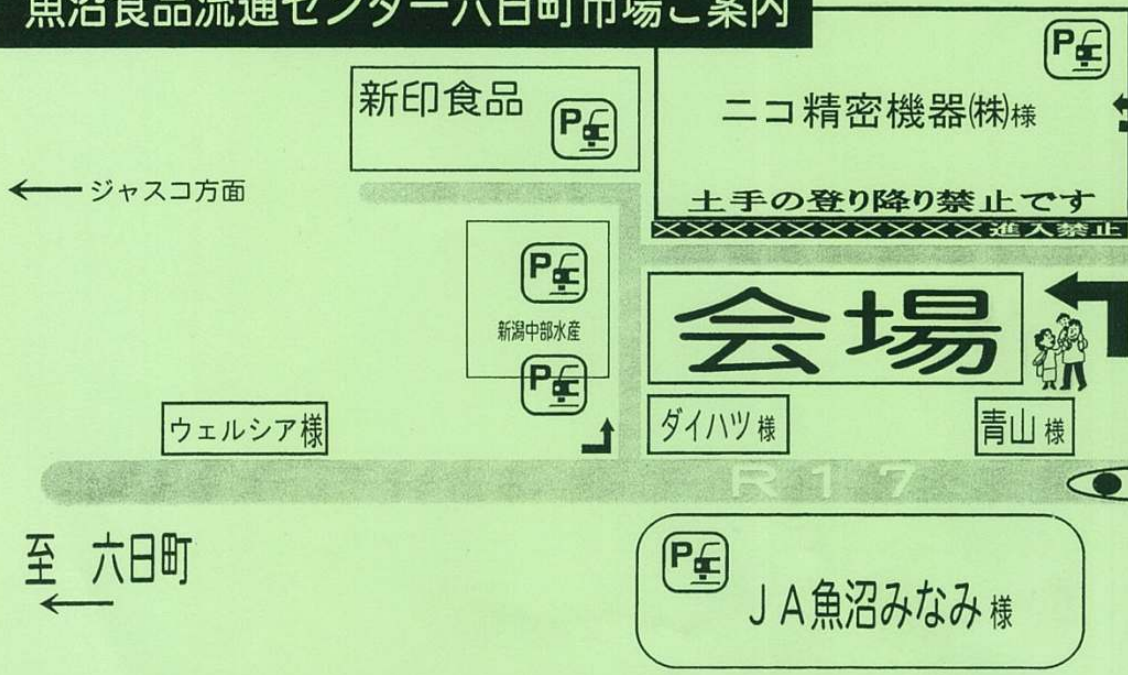 魚沼食品流通センター六日町市場ご案内
P
新印食品
P
ニコ精密機器(株)様
← ジャスコ方面
土手の登り降り禁止です
××××××××××進入禁止
P
会場
新潟中部水産
P
ウェルシア様
ダイハツ様
青山様
R17
至 六日町
←
P
JA魚沼みなみ様